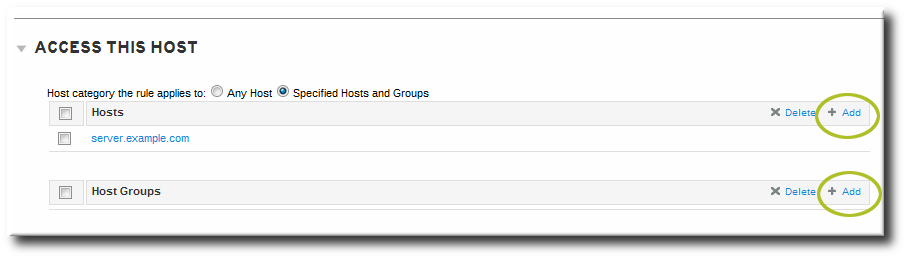 ACCESS THIS HOST
Host category the rule applies to: Any Host Specified Hosts and Groups
Hosts Delete + Add
server.example.com
Host Groups Delete + Add